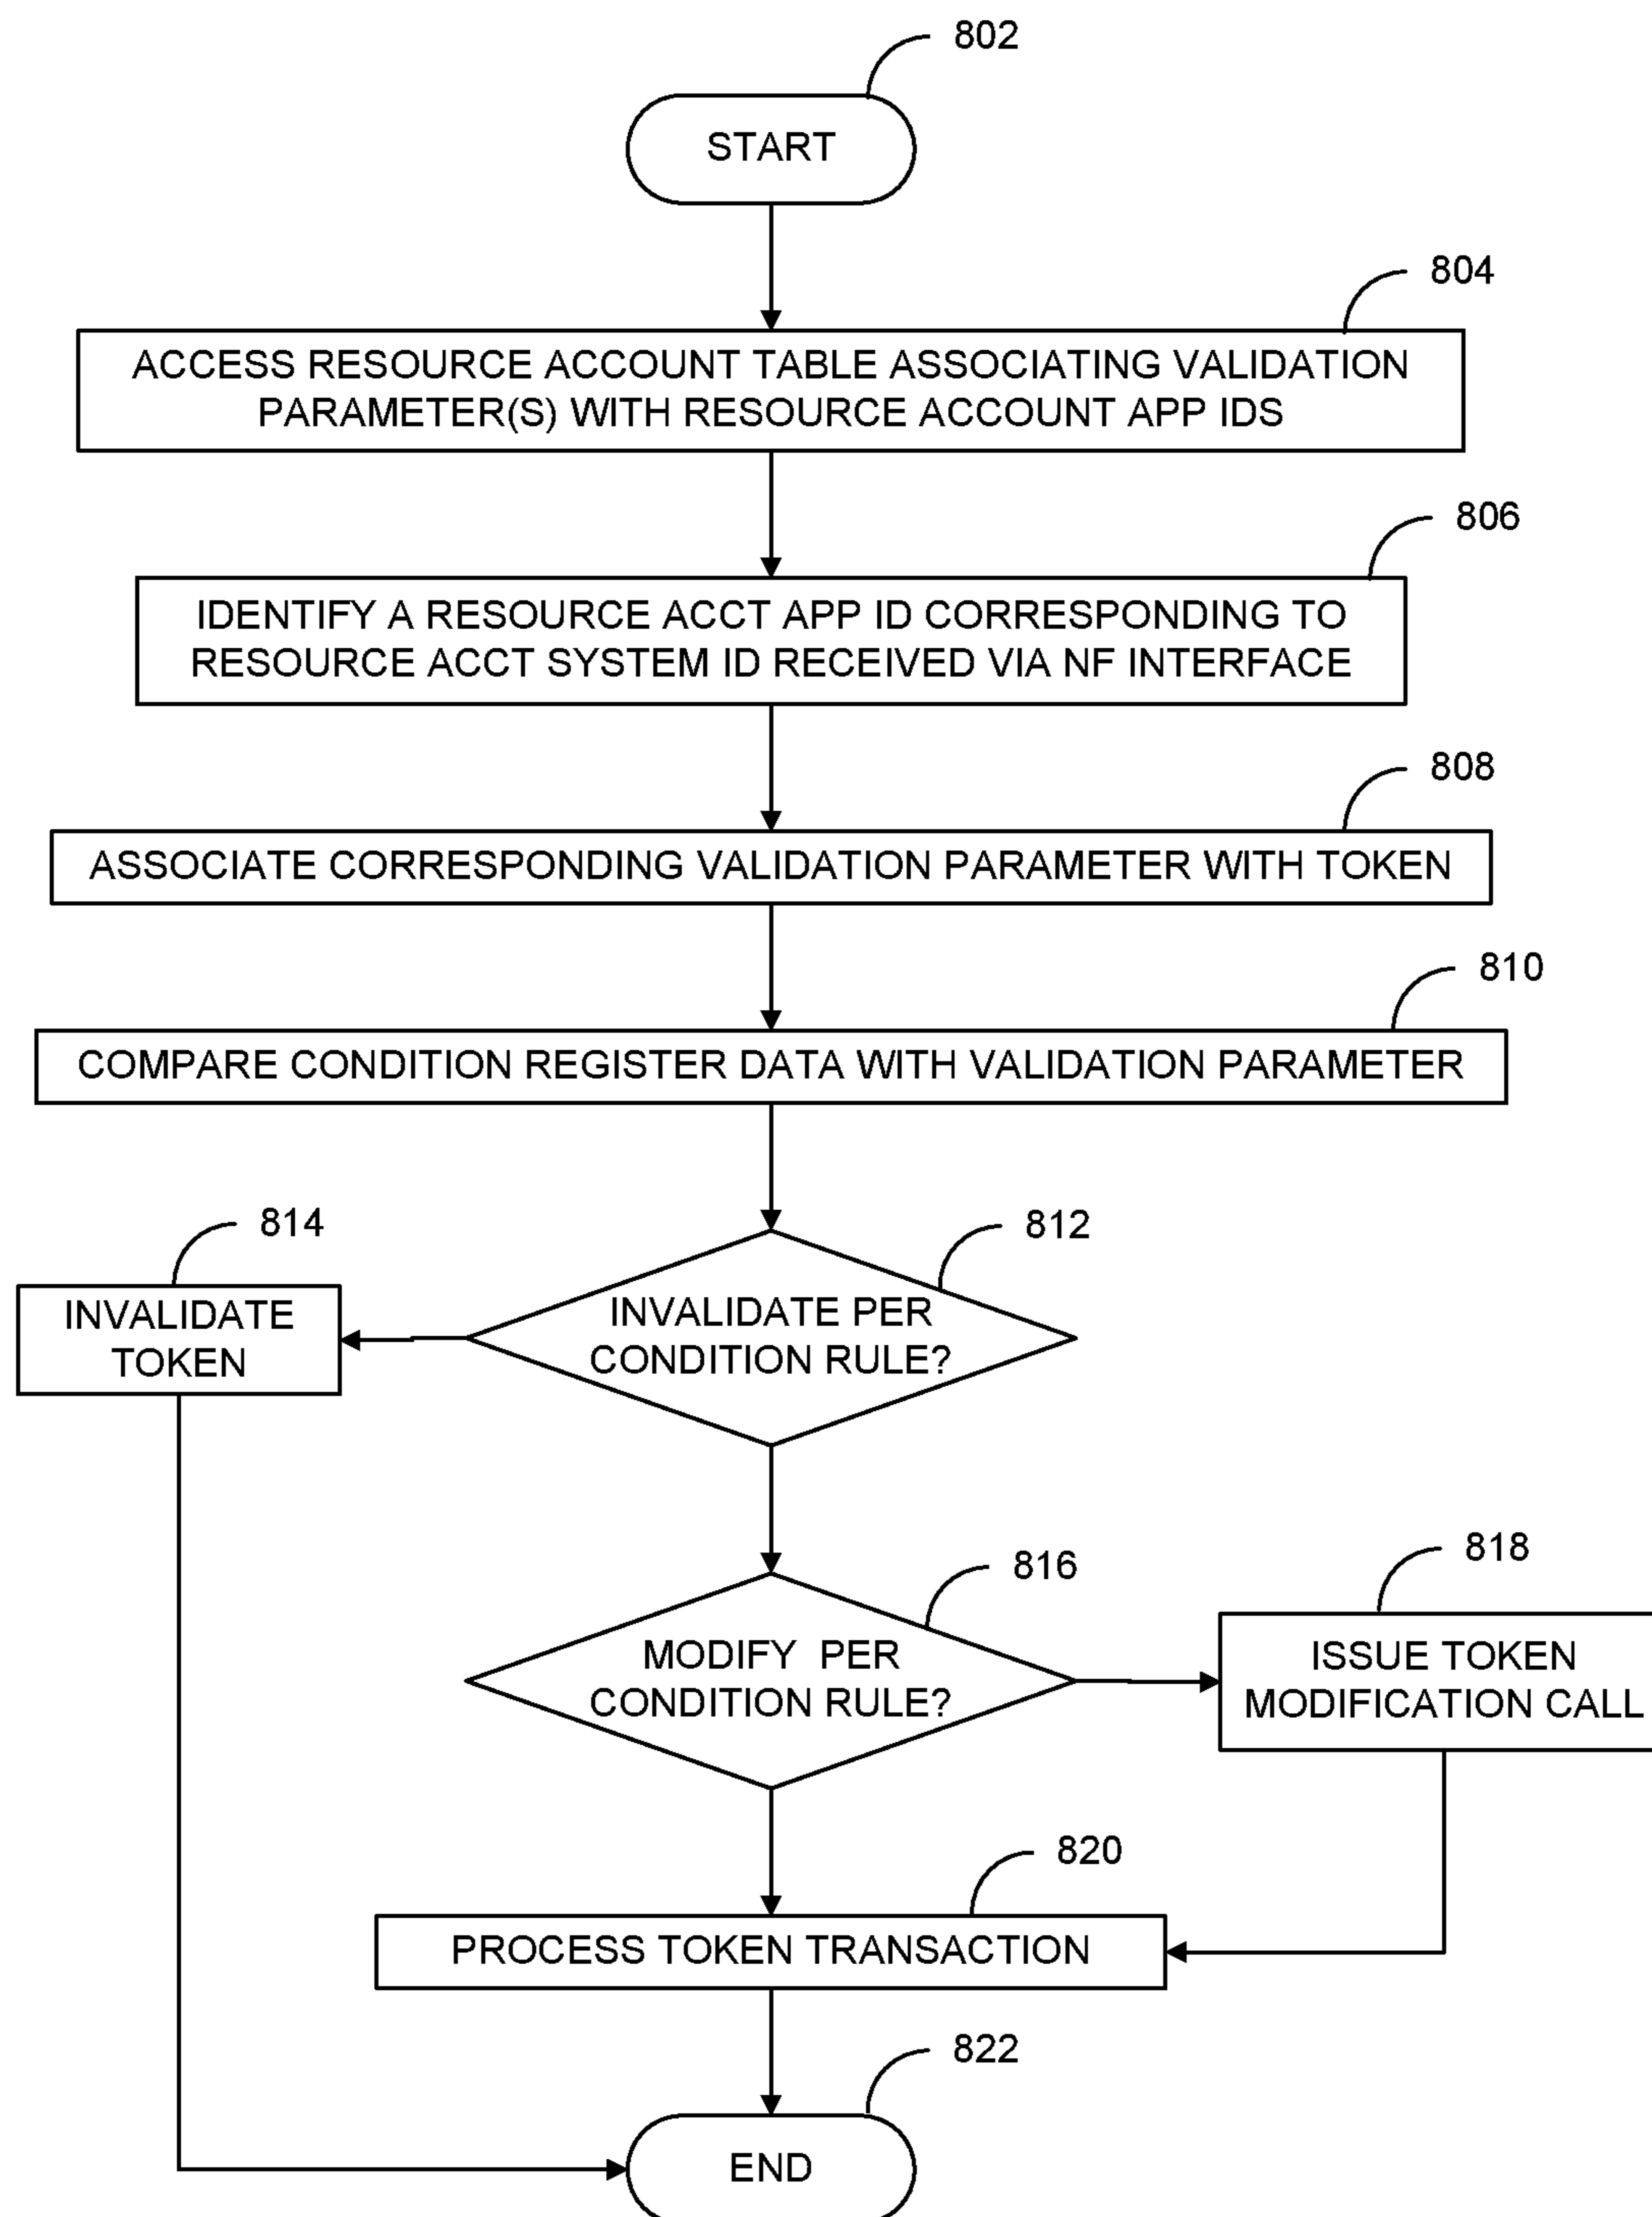 802
START
804
ACCESS RESOURCE ACCOUNT TABLE ASSOCIATING VALIDATION
PARAMETER(S) WITH RESOURCE ACCOUNT APP IDS
806
IDENTIFY A RESOURCE ACCT APP ID CORRESPONDING TO
RESOURCE ACCT SYSTEM ID RECEIVED VIA NF INTERFACE
808
ASSOCIATE CORRESPONDING VALIDATION PARAMETER WITH TOKEN
810
COMPARE CONDITION REGISTER DATA WITH VALIDATION PARAMETER
814
INVALIDATE
TOKEN
812
INVALIDATE PER
CONDITION RULE?
816
MODIFY PER
CONDITION RULE?
818
ISSUE TOKEN
MODIFICATION CALL
820
PROCESS TOKEN TRANSACTION
822
END